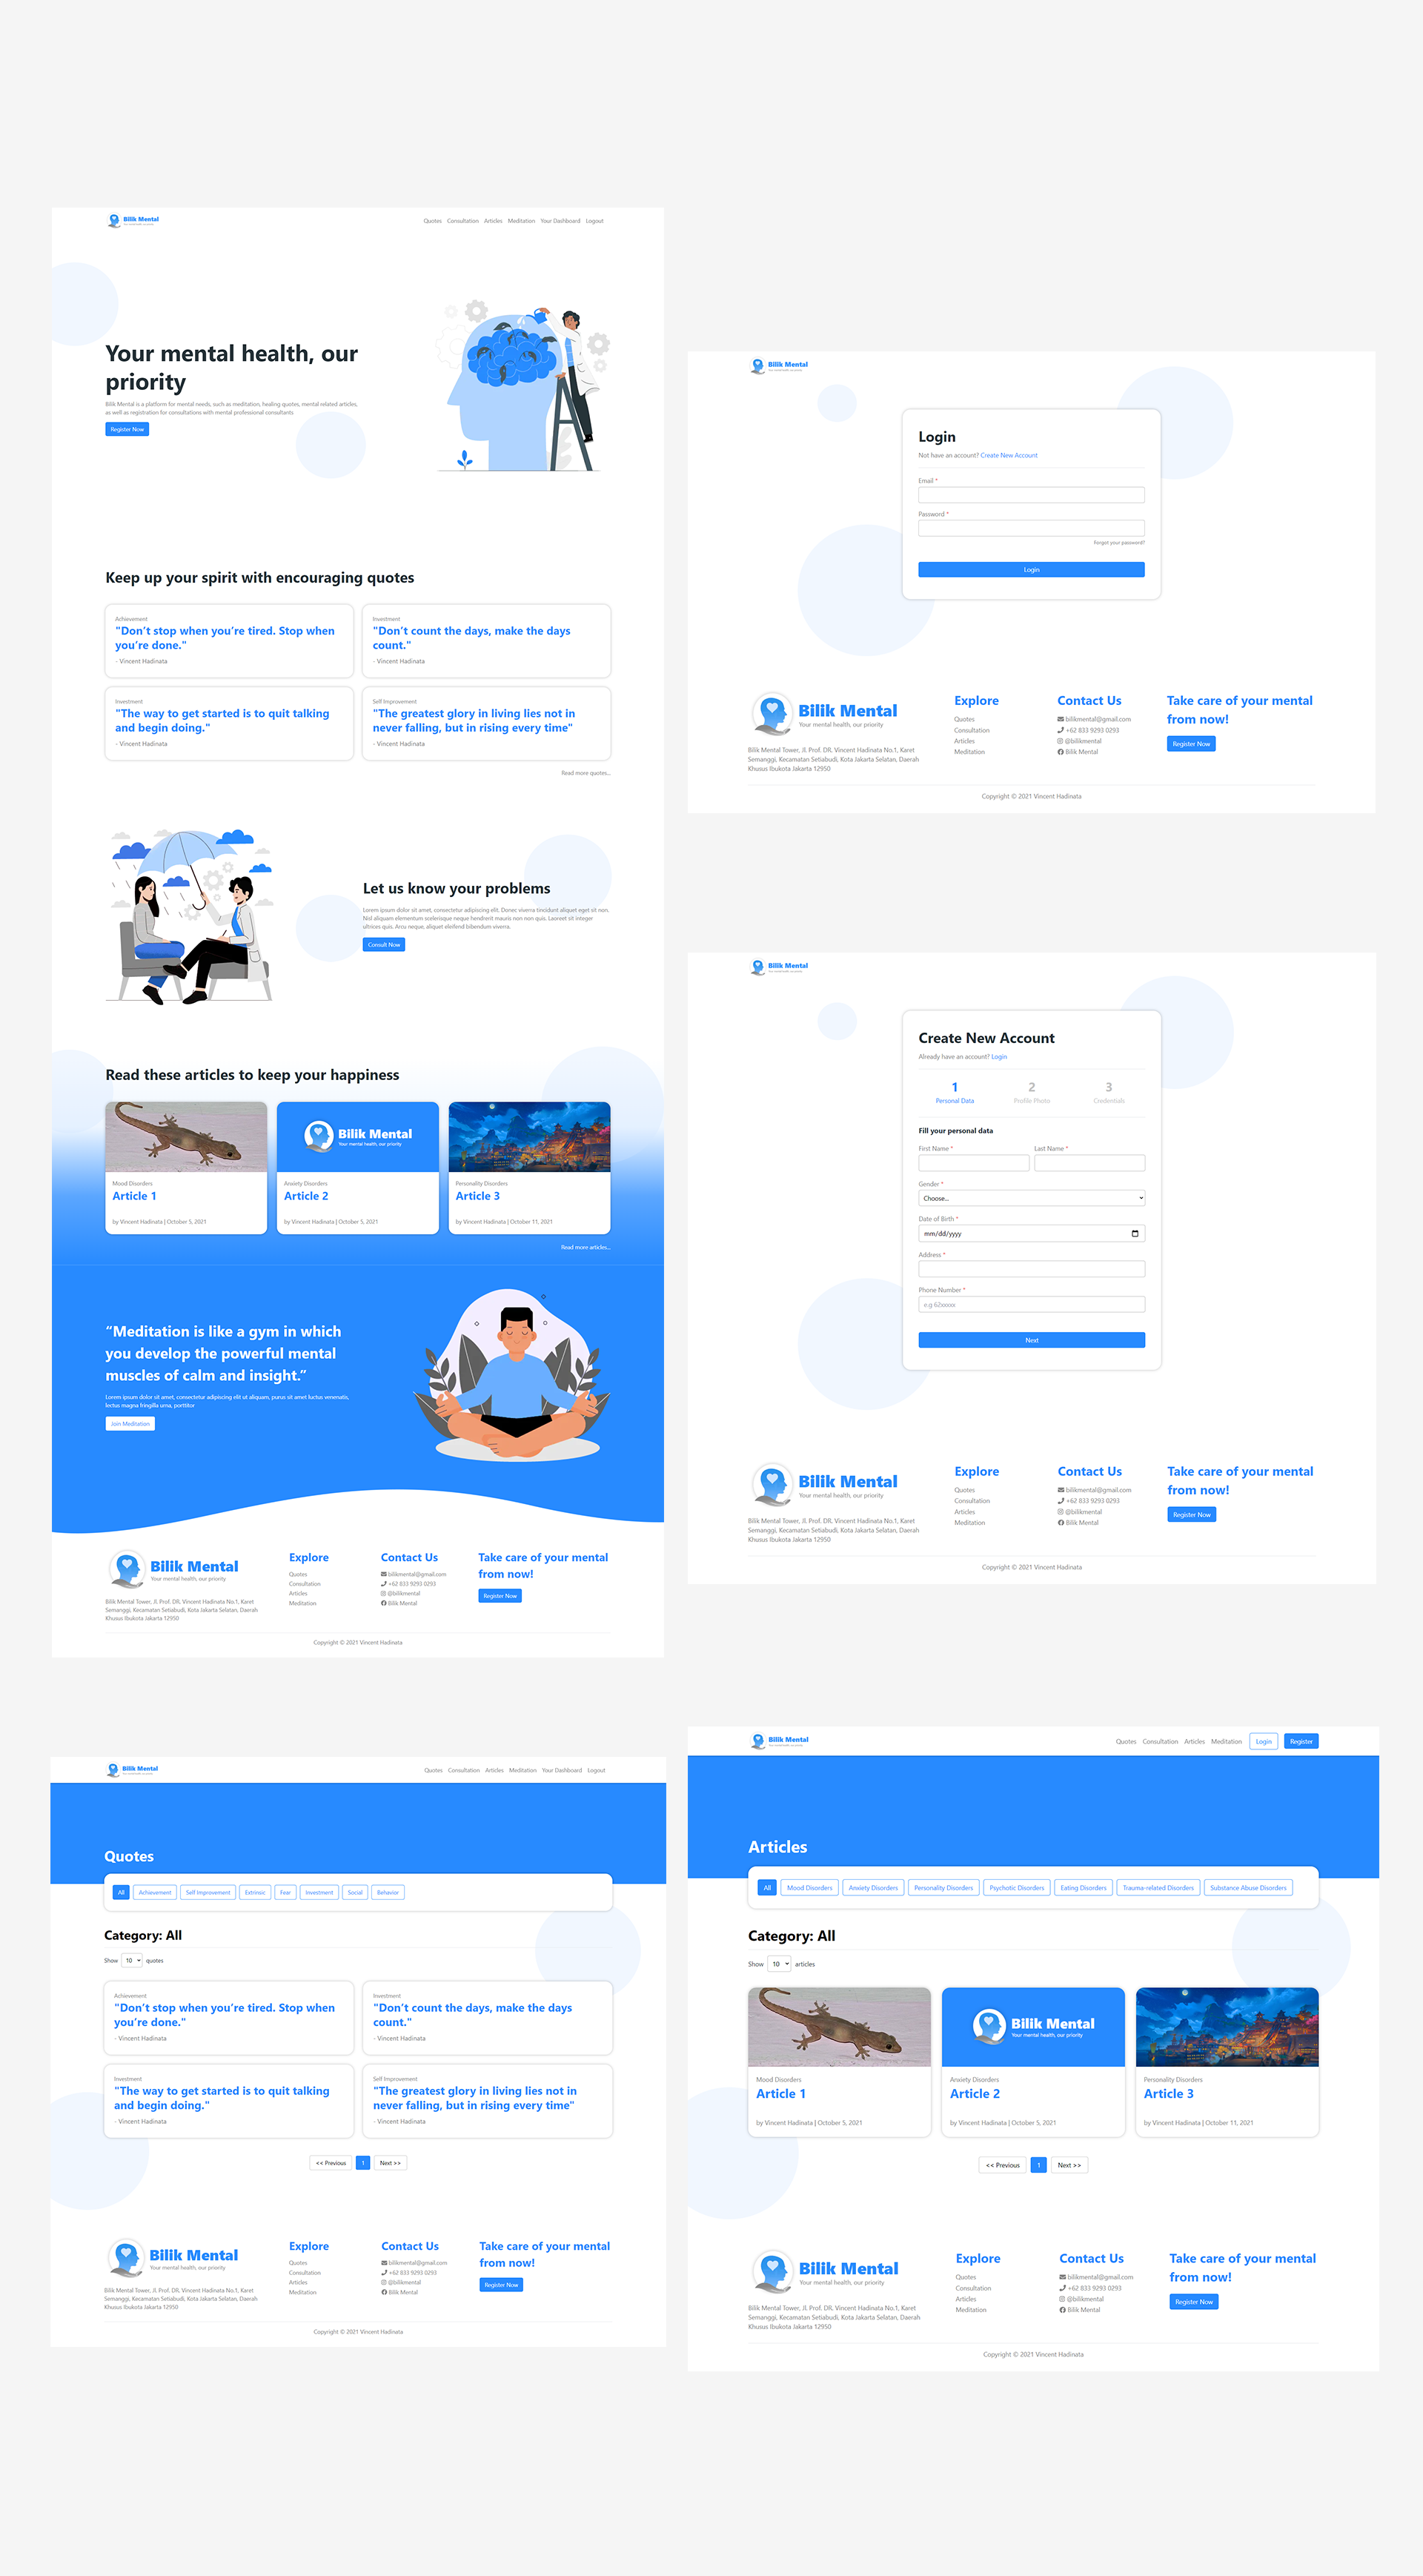 Bilik Mental
Quotes Consultation Articles Meditation Your Dashboard Logout
Your mental health, our
priority
Bilik Mental is a platform for mental needs, such as meditation, healing quotes, mental related articles,
as well as registration for consultations with mental professional consultants
Register Now
Keep up your spirit with encouraging quotes
Achievement
"Don't stop when you're tired. Stop when
you're done."
- Vincent Hadinata
Investment
"Don't count the days, make the days
count."
- Vincent Hadinata
Investment
"The way to get started is to quit talking
and begin doing."
- Vincent Hadinata
Self Improvement
"The greatest glory in living lies not in
never falling, but in rising every time"
- Vincent Hadinata
Read more quotes...
Let us know your problems
Lorem ipsum dolor sit amet, consectetur adipiscing elit. Donec viverra tincidunt aliquet eget sit non.
Nisl aliquam elementum scelerisque neque hendrerit mauris non non quis. Laoreet sit integer
ultrices quis. Arcu neque, aliquet eleifend bibendum viverra.
Consult Now
Read these articles to keep your happiness
Mood Disorders
Article 1
by Vincent Hadinata | October 5, 2021
Bilik Mental
Your mental health, our priority
Anxiety Disorders
Article 2
by Vincent Hadinata | October 5, 2021
Personality Disorders
Article 3
by Vincent Hadinata | October 11, 2021
Read more articles...
“Meditation is like a gym in which
you develop the powerful mental
muscles of calm and insight.”
Lorem ipsum dolor sit amet, consectetur adipiscing elit ut aliquam, purus sit amet luctus venenatis,
lectus magna fringilla urna, porttitor
Join Meditation
Bilik Mental
Your mental health, our priority
Bilik Mental Tower, Jl. Prof. DR. Vincent Hadinata No.1, Karet
Semanggi, Kecamatan Setiabudi, Kota Jakarta Selatan, Daerah
Khusus Ibukota Jakarta 12950
Explore
Quotes
Consultation
Articles
Meditation
Contact Us
bilikmental@gmail.com
+62 833 9293 0293
@bilikmental
Bilik Mental
Take care of your mental
from now!
Register Now
Copyright © 2021 Vincent Hadinata
Bilik Mental
Login
Not have an account? Create New Account
Email *
Password *
Forgot your password?
Login
Bilik Mental
Your mental health, our priority
Bilik Mental Tower, Jl. Prof. DR. Vincent Hadinata No.1, Karet
Semanggi, Kecamatan Setiabudi, Kota Jakarta Selatan, Daerah
Khusus Ibukota Jakarta 12950
Explore
Quotes
Consultation
Articles
Meditation
Contact Us
bilikmental@gmail.com
+62 833 9293 0293
@bilikmental
Bilik Mental
Take care of your mental
from now!
Register Now
Copyright © 2021 Vincent Hadinata
Bilik Mental
Create New Account
Already have an account? Login
1 2 3
Personal Data Profile Photo Credentials
Fill your personal data
First Name * Last Name *
Gender *
Choose...
Date of Birth *
mm/dd/yyyy
Address *
Phone Number *
e.g 62xxxxx
Next
Bilik Mental
Your mental health, our priority
Bilik Mental Tower, Jl. Prof. DR. Vincent Hadinata No.1, Karet
Semanggi, Kecamatan Setiabudi, Kota Jakarta Selatan, Daerah
Khusus Ibukota Jakarta 12950
Explore
Quotes
Consultation
Articles
Meditation
Contact Us
bilikmental@gmail.com
+62 833 9293 0293
@bilikmental
Bilik Mental
Take care of your mental
from now!
Register Now
Copyright © 2021 Vincent Hadinata
Bilik Mental
Quotes Consultation Articles Meditation Your Dashboard Logout
Quotes
All Achievement Self Improvement Extrinsic Fear Investment Social Behavior
Category: All
Show 10 quotes
Achievement
"Don't stop when you're tired. Stop when
you're done."
- Vincent Hadinata
Investment
"Don't count the days, make the days
count."
- Vincent Hadinata
Investment
"The way to get started is to quit talking
and begin doing."
- Vincent Hadinata
Self Improvement
"The greatest glory in living lies not in
never falling, but in rising every time"
- Vincent Hadinata
<< Previous 1 Next >>
Bilik Mental
Your mental health, our priority
Bilik Mental Tower, Jl. Prof. DR. Vincent Hadinata No.1, Karet
Semanggi, Kecamatan Setiabudi, Kota Jakarta Selatan, Daerah
Khusus Ibukota Jakarta 12950
Explore
Quotes
Consultation
Articles
Meditation
Contact Us
bilikmental@gmail.com
+62 833 9293 0293
@bilikmental
Bilik Mental
Take care of your mental
from now!
Register Now
Copyright © 2021 Vincent Hadinata
Bilik Mental
Quotes Consultation Articles Meditation Login Register
Articles
All Mood Disorders Anxiety Disorders Personality Disorders Psychotic Disorders Eating Disorders Trauma-related Disorders Substance Abuse Disorders
Category: All
Show 10 articles
Mood Disorders
Article 1
by Vincent Hadinata | October 5, 2021
Bilik Mental
Your mental health, our priority
Anxiety Disorders
Article 2
by Vincent Hadinata | October 5, 2021
Personality Disorders
Article 3
by Vincent Hadinata | October 11, 2021
<< Previous 1 Next >>
Bilik Mental
Your mental health, our priority
Bilik Mental Tower, Jl. Prof. DR. Vincent Hadinata No.1, Karet
Semanggi, Kecamatan Setiabudi, Kota Jakarta Selatan, Daerah
Khusus Ibukota Jakarta 12950
Explore
Quotes
Consultation
Articles
Meditation
Contact Us
bilikmental@gmail.com
+62 833 9293 0293
@bilikmental
Bilik Mental
Take care of your mental
from now!
Register Now
Copyright © 2021 Vincent Hadinata